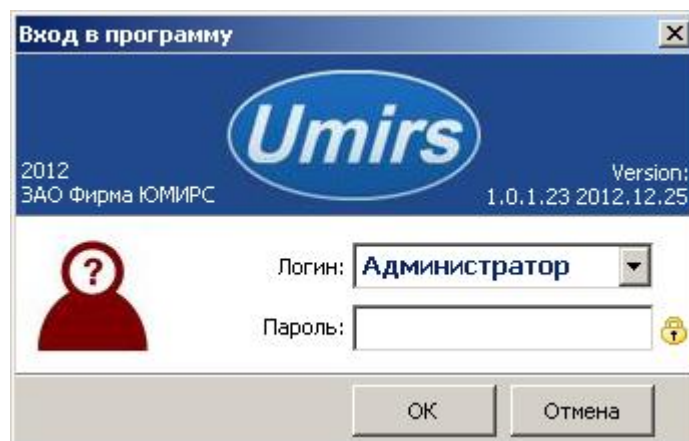 Вход в программу
Umirs
2012
ЗАО Фирма ЮМИРС
Version:
1.0.1.23 2012.12.25
?
Логин: Администратор
Пароль:
OK Отмена